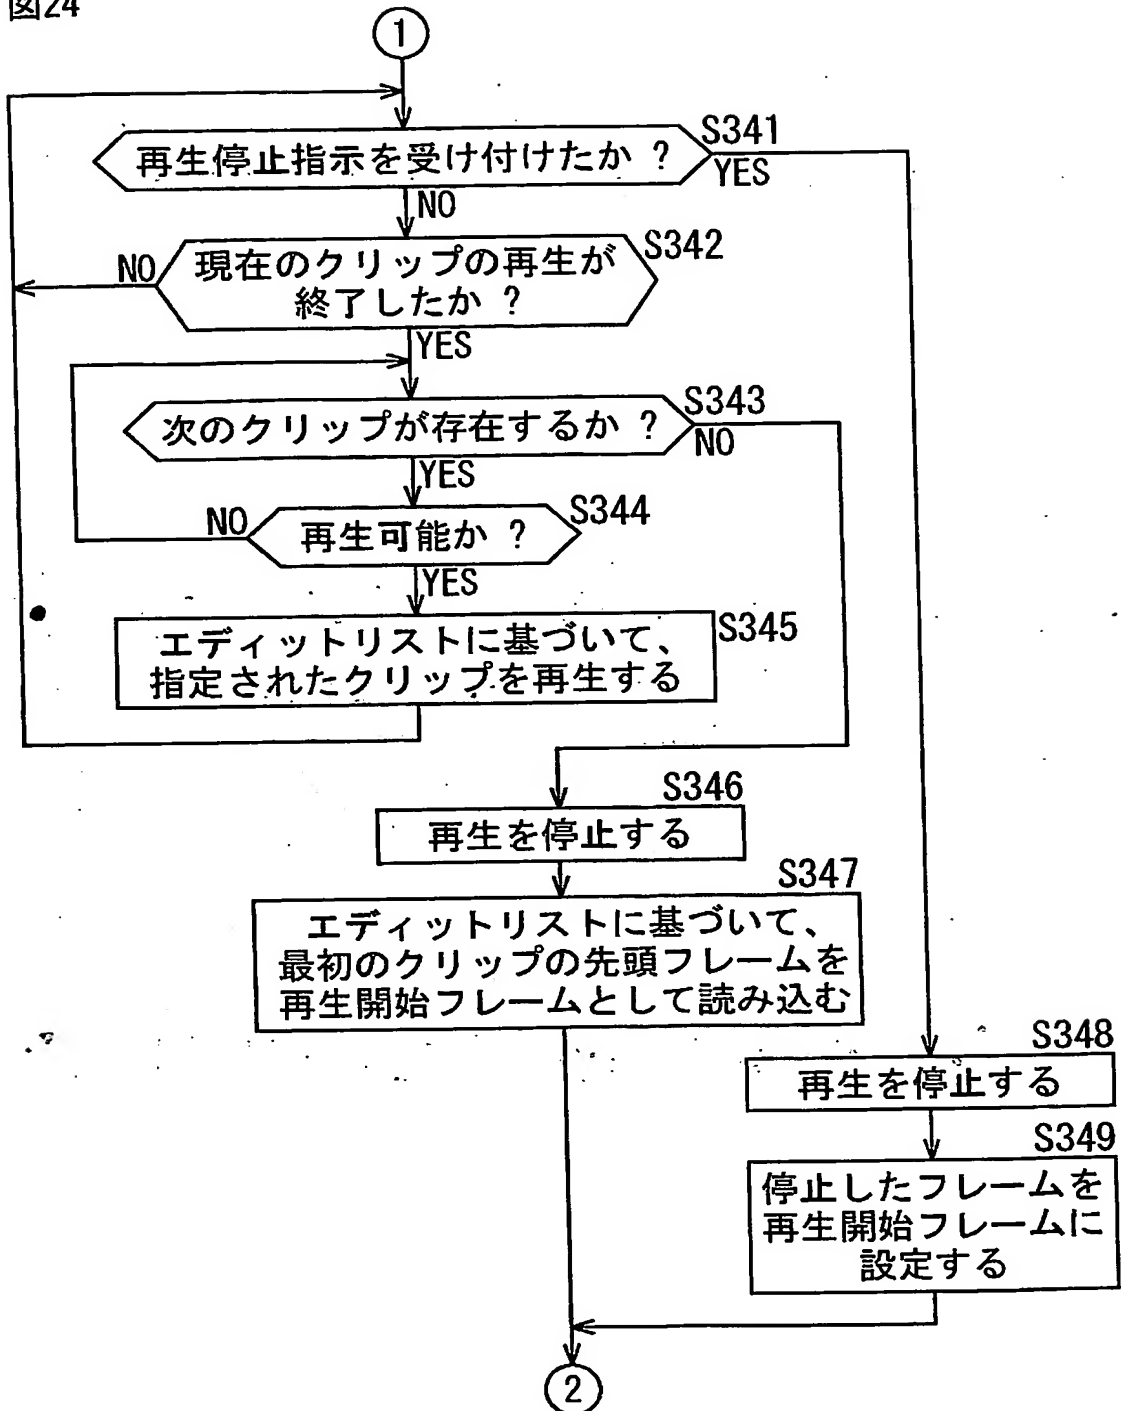 図24
1
再生停止指示を受け付けたか ?
S341
YES
NO
現在のクリップの再生が
終了したか ?
S342
NO
YES
次のクリップが存在するか ?
S343
NO
YES
再生可能か ?
S344
NO
YES
エディットリストに基づいて、
指定されたクリップを再生する
S345
S346
再生を停止する
S347
エディットリストに基づいて、
最初のクリップの先頭フレームを
再生開始フレームとして読み込む
S348
再生を停止する
S349
停止したフレームを
再生開始フレームに
設定する
2